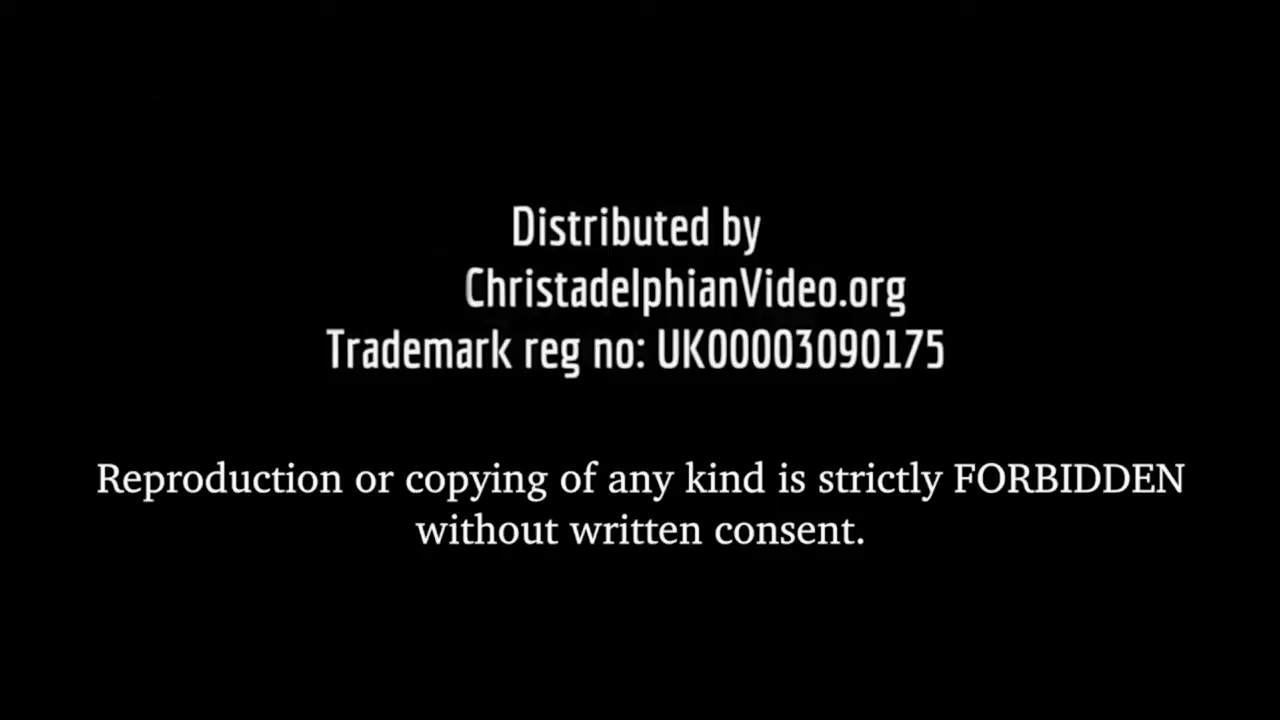 Distributed by
ChristadelphianVideo.org
Trademark reg no: UK00003090175
Reproduction or copying of any kind is strictly FORBIDDEN
without written consent.